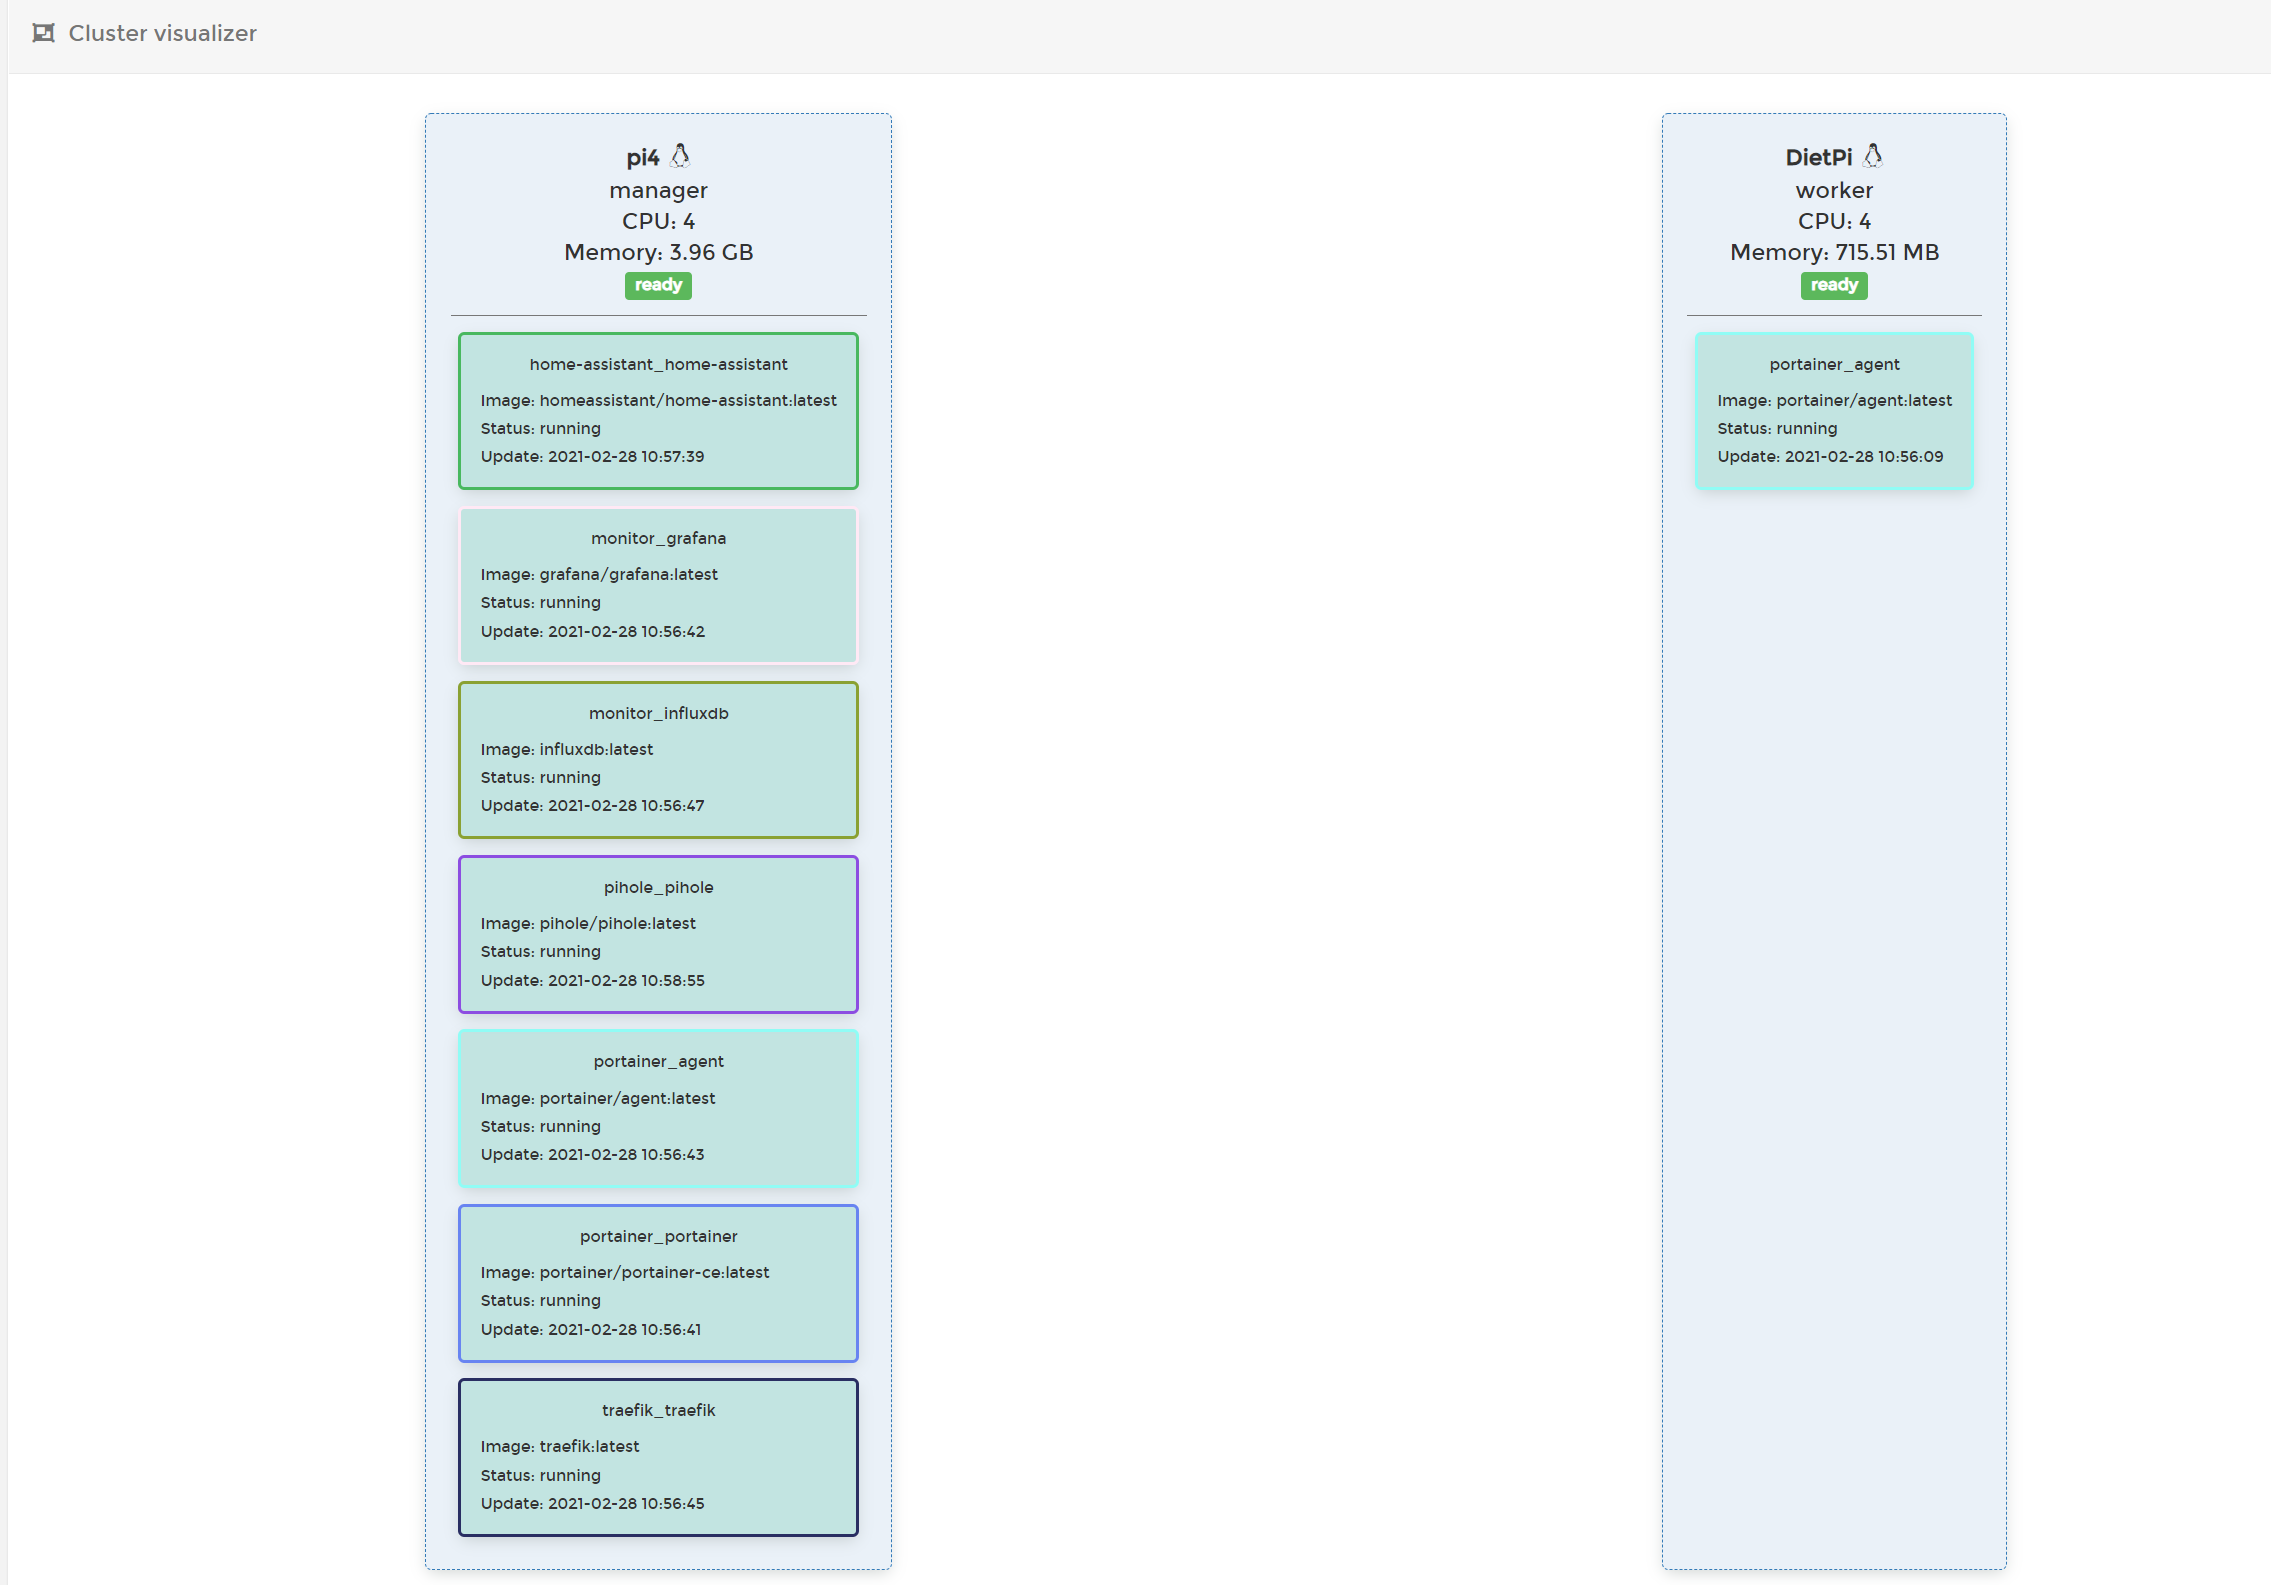 Cluster visualizer
pi4
manager
CPU: 4
Memory: 3.96 GB
ready
home-assistant_home-assistant
Image: homeassistant/home-assistant:latest
Status: running
Update: 2021-02-28 10:57:39
monitor_grafana
Image: grafana/grafana:latest
Status: running
Update: 2021-02-28 10:56:42
monitor_influxdb
Image: influxdb:latest
Status: running
Update: 2021-02-28 10:56:47
pihole_pihole
Image: pihole/pihole:latest
Status: running
Update: 2021-02-28 10:58:55
portainer_agent
Image: portainer/agent:latest
Status: running
Update: 2021-02-28 10:56:43
portainer_portainer
Image: portainer/portainer-ce:latest
Status: running
Update: 2021-02-28 10:56:41
traefik_traefik
Image: traefik:latest
Status: running
Update: 2021-02-28 10:56:45
DietPi
worker
CPU: 4
Memory: 715.51 MB
ready
portainer_agent
Image: portainer/agent:latest
Status: running
Update: 2021-02-28 10:56:09